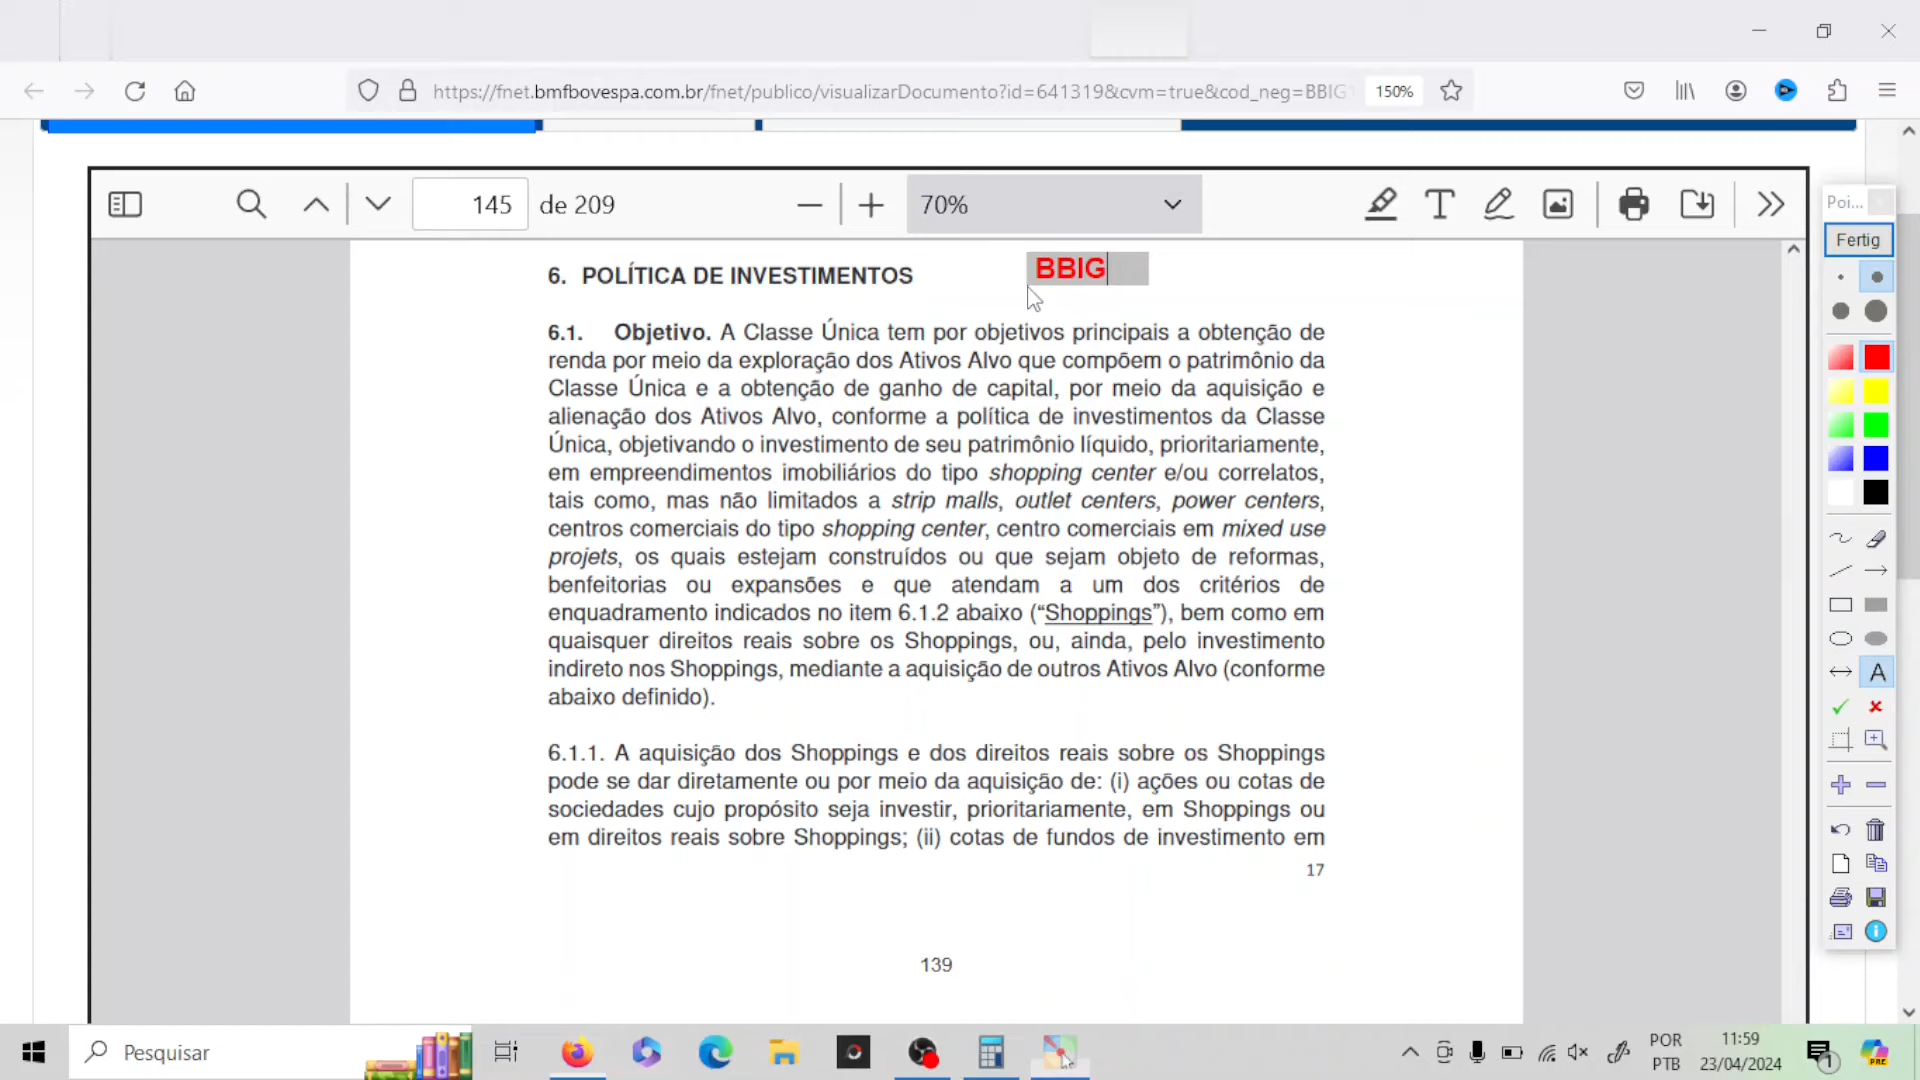 https://fnet.bmfbovespa.com.br/fnet/publico/visualizarDocumento?id=641319&cvm=true&cod_neg=BBIG
150%
145 de 209
70%
Poi...
Fertig
6. POLÍTICA DE INVESTIMENTOS
BBIG
6.1. Objetivo. A Classe Única tem por objetivos principais a obtenção de
renda por meio da exploração dos Ativos Alvo que compõem o patrimônio da
Classe Única e a obtenção de ganho de capital, por meio da aquisição e
alienação dos Ativos Alvo, conforme a política de investimentos da Classe
Única, objetivando o investimento de seu patrimônio líquido, prioritariamente,
em empreendimentos imobiliários do tipo shopping center e/ou correlatos,
tais como, mas não limitados a strip malls, outlet centers, power centers,
centros comerciais do tipo shopping center, centro comerciais em mixed use
projets, os quais estejam construídos ou que sejam objeto de reformas,
benfeitorias ou expansões e que atendam a um dos critérios de
enquadramento indicados no item 6.1.2 abaixo (“Shoppings”), bem como em
quaisquer direitos reais sobre os Shoppings, ou, ainda, pelo investimento
indireto nos Shoppings, mediante a aquisição de outros Ativos Alvo (conforme
abaixo definido).
6.1.1. A aquisição dos Shoppings e dos direitos reais sobre os Shoppings
pode se dar diretamente ou por meio da aquisição de: (i) ações ou cotas de
sociedades cujo propósito seja investir, prioritariamente, em Shoppings ou
em direitos reais sobre Shoppings; (ii) cotas de fundos de investimento em
17
139
A
Pesquisar
POR
PTB
11:59
23/04/2024
1
PRE